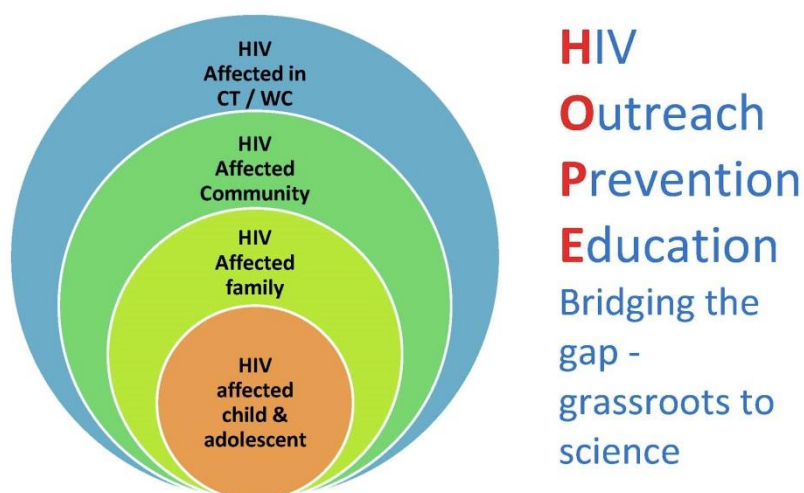 HIV
Affected in
CT / WC
HIV
Affected
Community
HIV
Affected
family
HIV
affected
child &
adolescent
HIV
Outreach
Prevention
Education
Bridging the
gap -
grassroots to
science